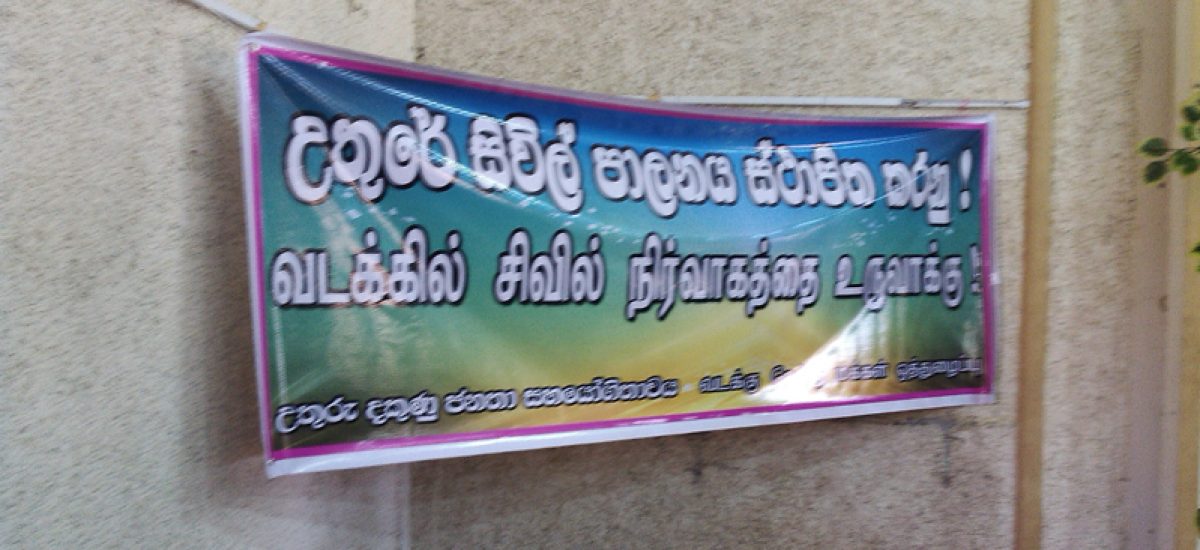 උතුරේ සිවිල් පාලනය ස්ථාපිත කරනු !
வடக்கில் சிவில் நிர்வாகத்தை உருவாக்கு !
උතුරු දකුණු ජනතා සහයෝගිතාවය - வடக்கு மக்கள் ஒத்துழைப்பு